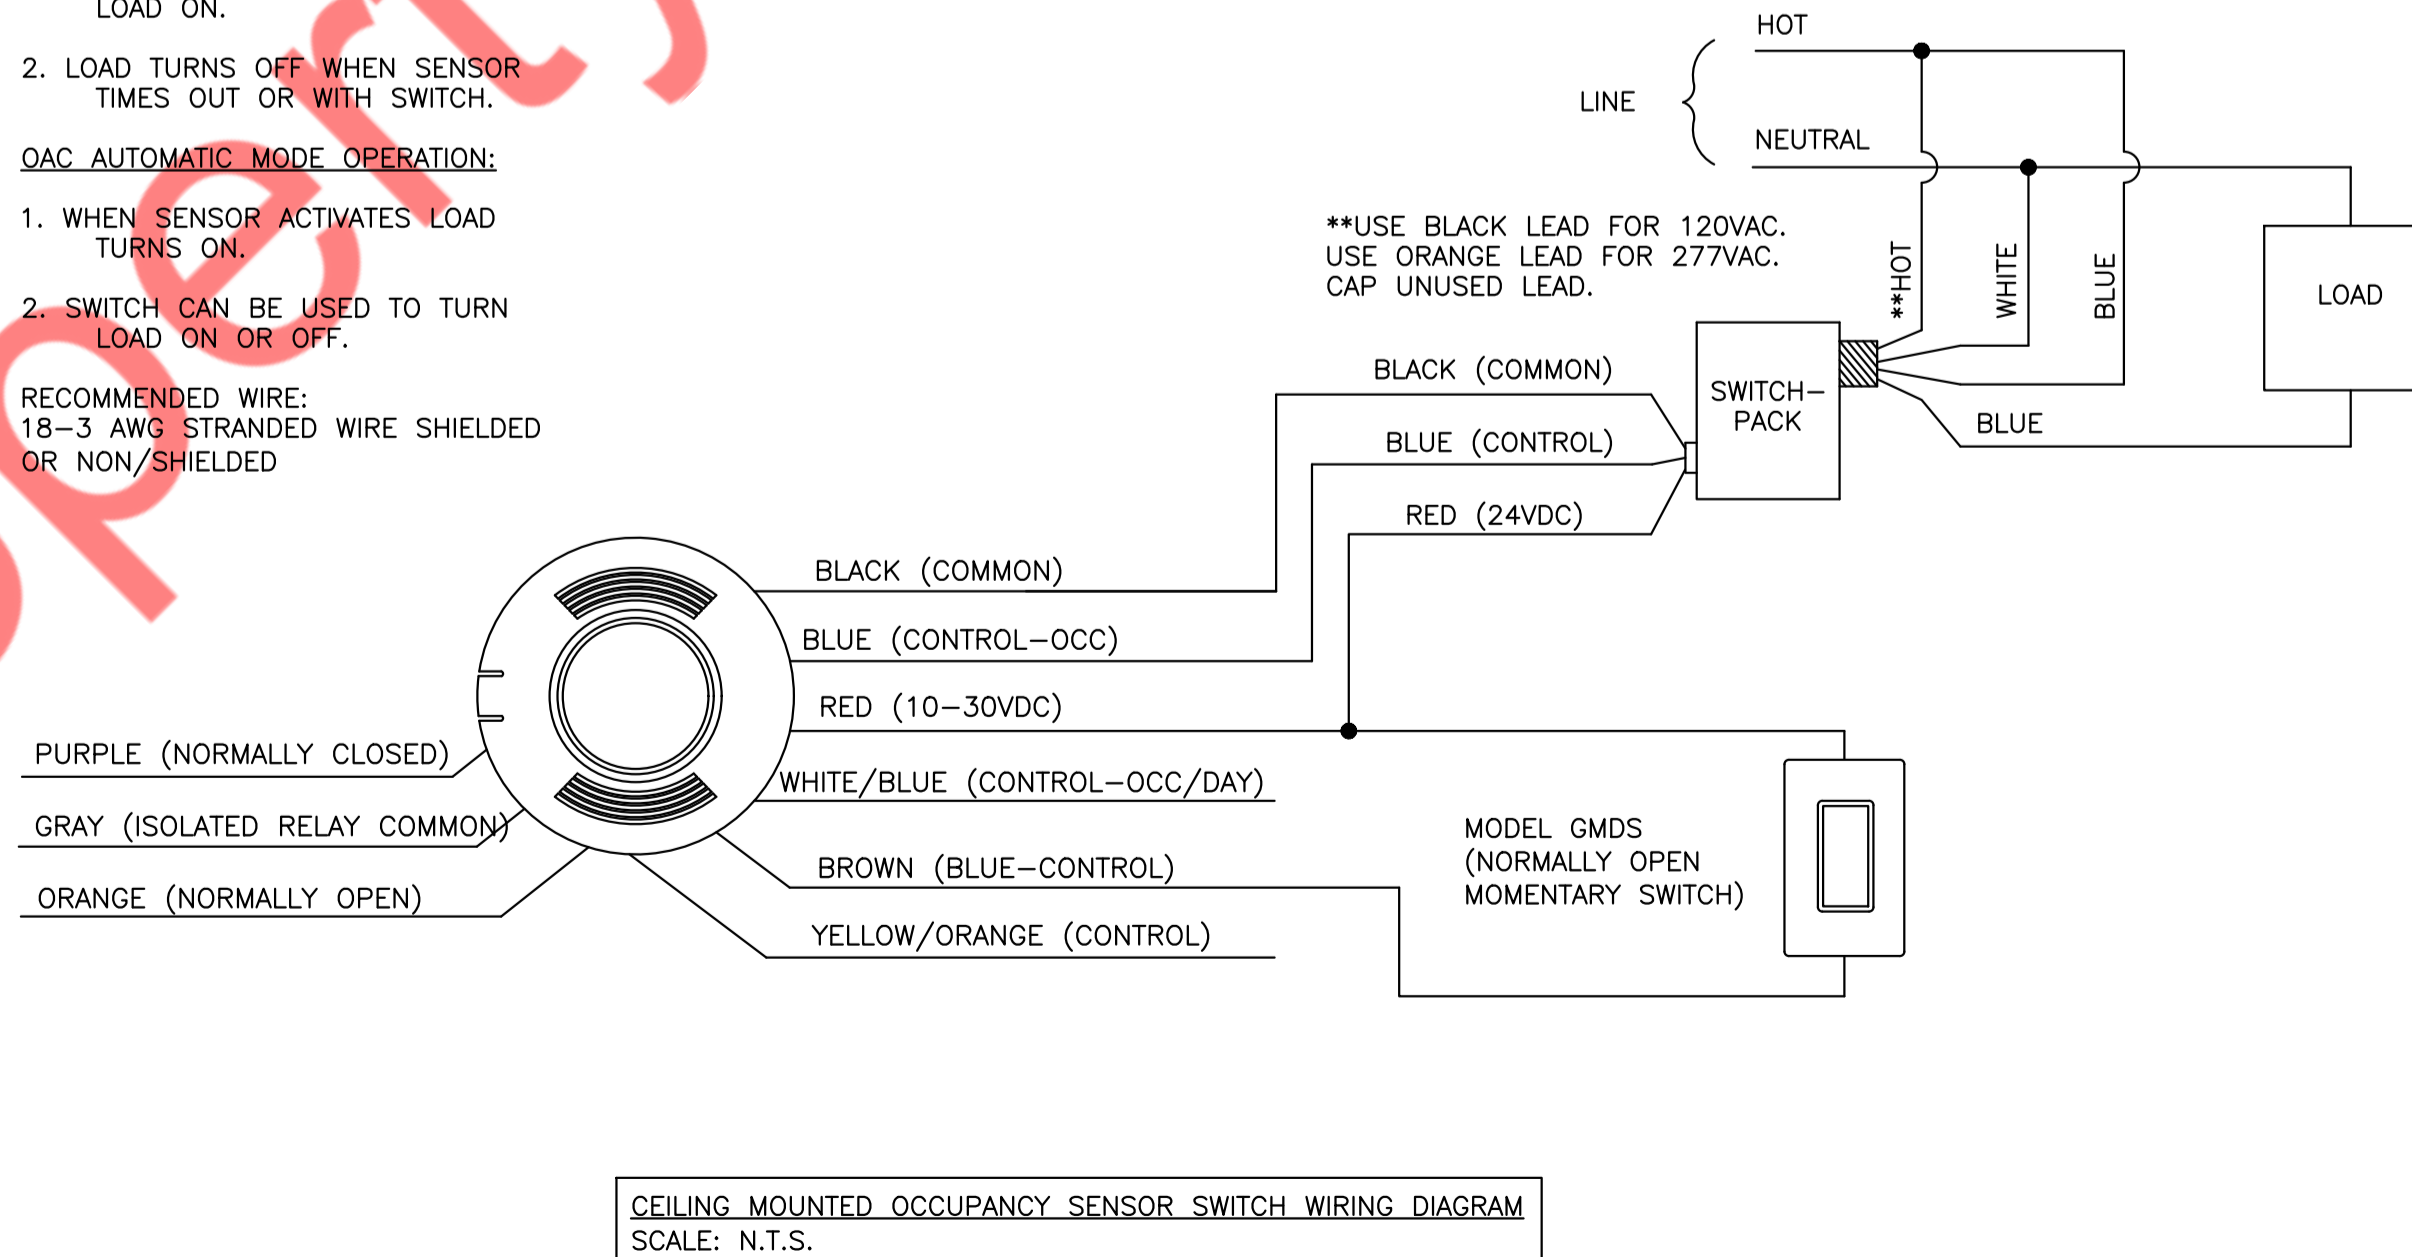 LOAD ON.
2. LOAD TURNS OFF WHEN SENSOR
TIMES OUT OR WITH SWITCH.
OAC AUTOMATIC MODE OPERATION:
1. WHEN SENSOR ACTIVATES LOAD
TURNS ON.
2. SWITCH CAN BE USED TO TURN
LOAD ON OR OFF.
RECOMMENDED WIRE:
18-3 AWG STRANDED WIRE SHIELDED
OR NON/SHIELDED
HOT
LINE
NEUTRAL
**USE BLACK LEAD FOR 120VAC.
USE ORANGE LEAD FOR 277VAC.
CAP UNUSED LEAD.
**HOT
WHITE
BLUE
LOAD
BLACK (COMMON)
BLUE (CONTROL)
RED (24VDC)
SWITCH-
PACK
BLUE
BLACK (COMMON)
BLUE (CONTROL-OCC)
RED (10-30VDC)
WHITE/BLUE (CONTROL-OCC/DAY)
BROWN (BLUE-CONTROL)
YELLOW/ORANGE (CONTROL)
PURPLE (NORMALLY CLOSED)
GRAY (ISOLATED RELAY COMMON)
ORANGE (NORMALLY OPEN)
MODEL GMDS
(NORMALLY OPEN
MOMENTARY SWITCH)
CEILING MOUNTED OCCUPANCY SENSOR SWITCH WIRING DIAGRAM
SCALE: N.T.S.
perty